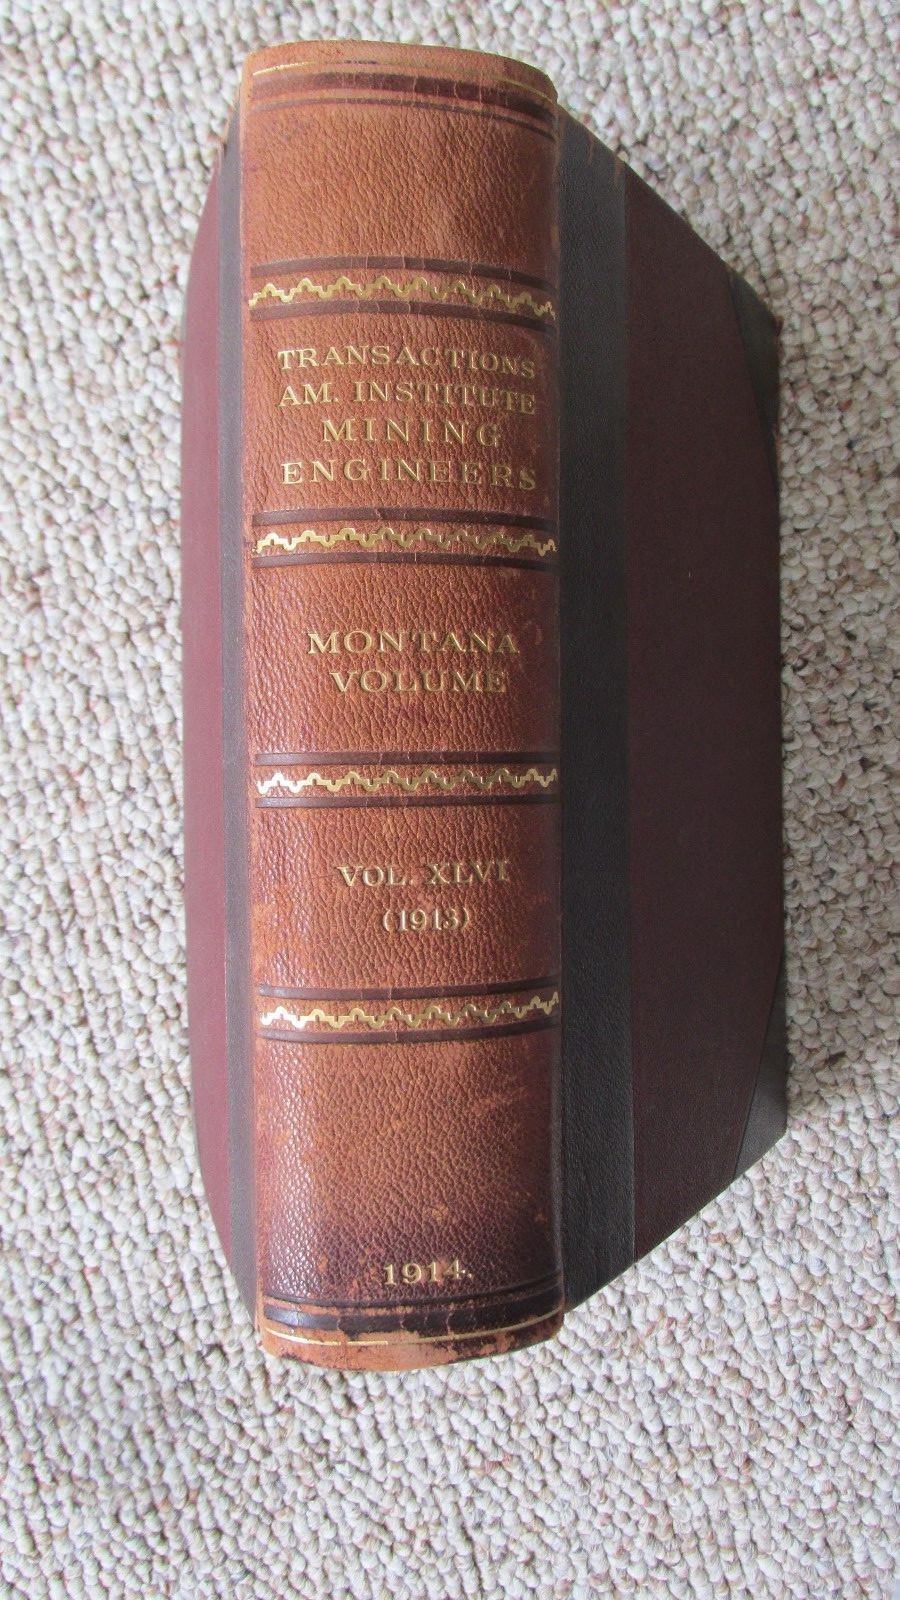 TRANSACTIONS
AM. INSTITUTE
MINING
ENGINEERS
MONTANA
VOLUME
VOL. XLVI
(1913)
1914.